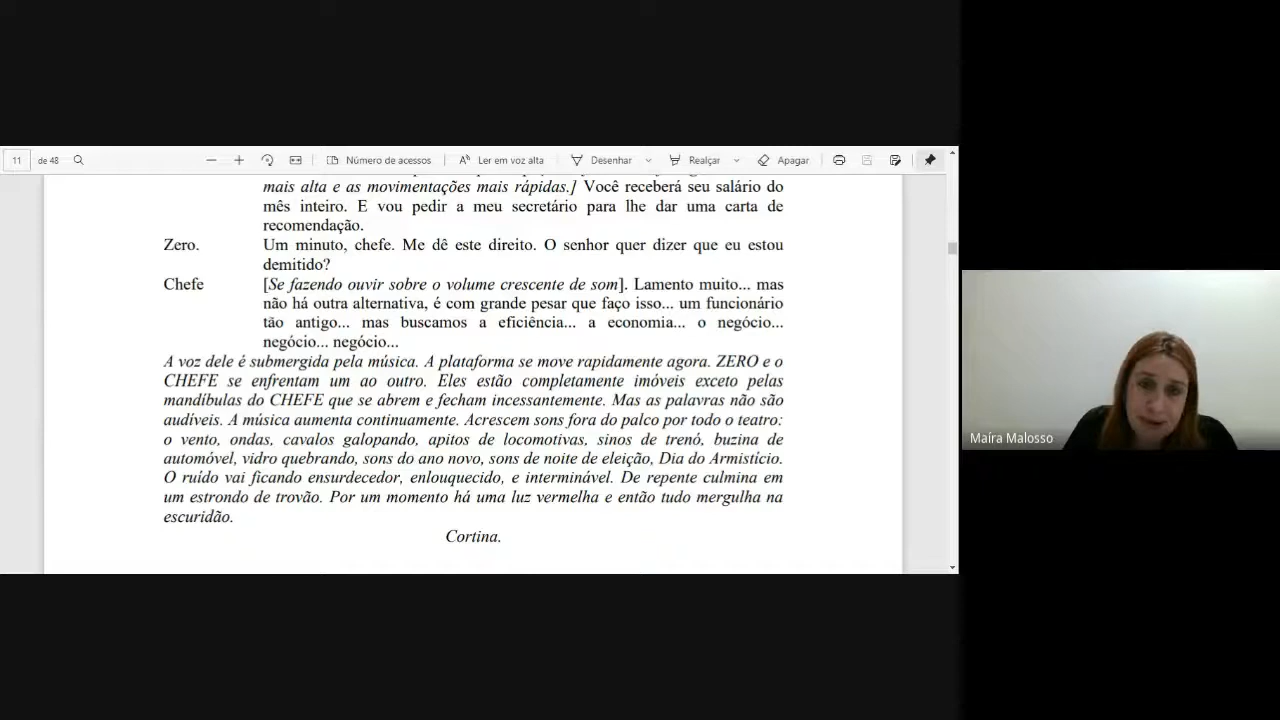 11 de 48 Número de acessos Ler em voz alta Desenhar Realçar Apagar
mais alta e as movimentações mais rápidas.] Você receberá seu salário do
mês inteiro. E vou pedir a meu secretário para lhe dar uma carta de
recomendação.
Zero. Um minuto, chefe. Me dê este direito. O senhor quer dizer que eu estou
demitido?
Chefe [Se fazendo ouvir sobre o volume crescente de som]. Lamento muito... mas
não há outra alternativa, é com grande pesar que faço isso... um funcionário
tão antigo... mas buscamos a eficiência... a economia... o negócio...
negócio... negócio...
A voz dele é submergida pela música. A plataforma se move rapidamente agora. ZERO e o
CHEFE se enfrentam um ao outro. Eles estão completamente imóveis exceto pelas
mandíbulas do CHEFE que se abrem e fecham incessantemente. Mas as palavras não são
audíveis. A música aumenta continuamente. Acrescem sons fora do palco por todo o teatro:
o vento, ondas, cavalos galopando, apitos de locomotivas, sinos de trenó, buzina de
automóvel, vidro quebrando, sons do ano novo, sons de noite de eleição, Dia do Armistício.
O ruído vai ficando ensurdecedor, enlouquecido, e interminável. De repente culmina em
um estrondo de trovão. Por um momento há uma luz vermelha e então tudo mergulha na
escuridão.
Cortina.
Maíra Malosso